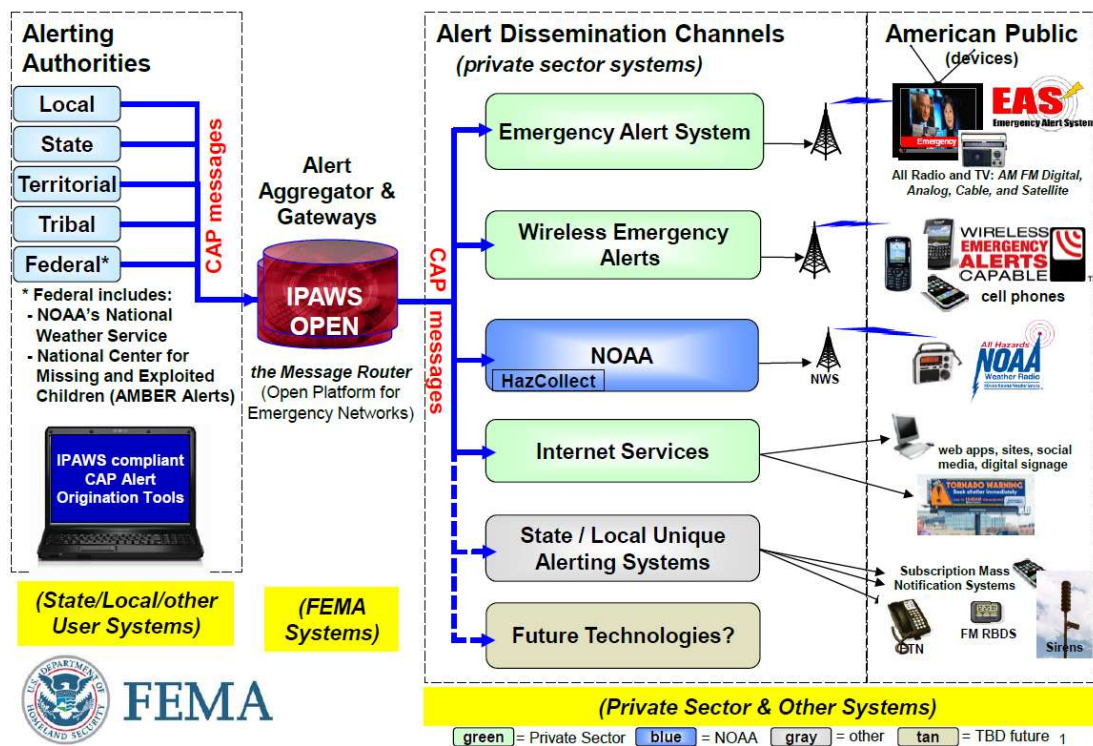 Alerting
Authorities
Local
State
Territorial
Tribal
Federal*
CAP messages
* Federal includes:
- NOAA's National
Weather Service
- National Center for
Missing and Exploited
Children (AMBER Alerts)
IPAWS compliant
CAP Alert
Origination Tools
(State/Local/other
User Systems)
U.S. DEPARTMENT OF
HOMELAND SECURITY
FEMA
Alert
Aggregator &
Gateways
IPAWS
OPEN
the Message Router
(Open Platform for
Emergency Networks)
(FEMA
Systems)
CAP messages
Alert Dissemination Channels
(private sector systems)
Emergency Alert System
Wireless Emergency
Alerts
NOAA
HazCollect
NWS
Internet Services
State / Local Unique
Alerting Systems
Future Technologies?
American Public
(devices)
Emergency
EAS
Emergency Alert System
All Radio and TV: AM FM Digital,
Analog, Cable, and Satellite
WIRELESS
EMERGENCY
ALERTS
CAPABLE
TM
cell phones
All Hazards
NOAA
Weather Radio
web apps, sites, social
media, digital signage
TORNADO WARNING
Seek shelter immediately
Subscription Mass
Notification Systems
ETN
FM RBDS
Sirens
(Private Sector & Other Systems)
green = Private Sector
blue = NOAA
gray = other
tan = TBD future
1